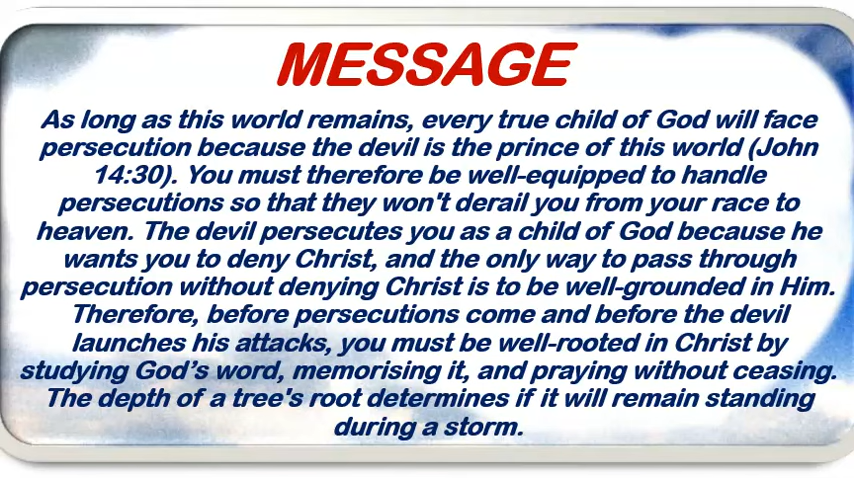 MESSAGE
As long as this world remains, every true child of God will face
persecution because the devil is the prince of this world (John
14:30). You must therefore be well-equipped to handle
persecutions so that they won't derail you from your race to
heaven. The devil persecutes you as a child of God because he
wants you to deny Christ, and the only way to pass through
persecution without denying Christ is to be well-grounded in Him.
Therefore, before persecutions come and before the devil
launches his attacks, you must be well-rooted in Christ by
studying God’s word, memorising it, and praying without ceasing.
The depth of a tree's root determines if it will remain standing
during a storm.